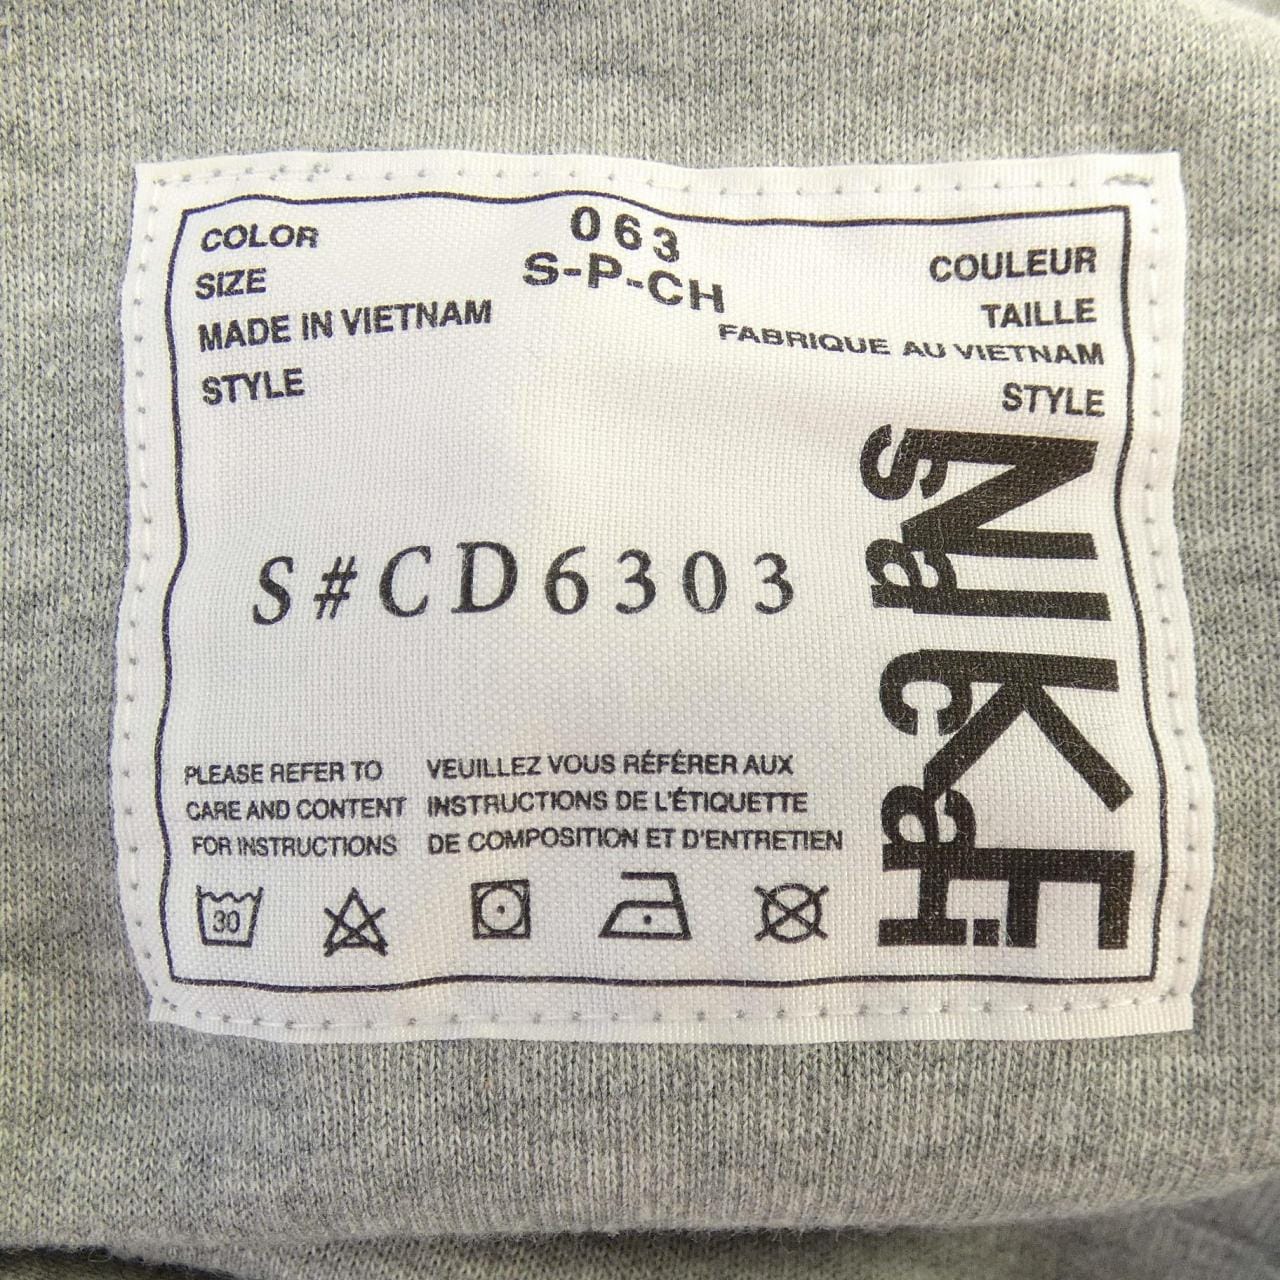 COLOR 063 COULEUR
SIZE S-P-CH TAILLE
MADE IN VIETNAM FABRIQUE AU VIETNAM
STYLE STYLE
S#CD6303
NIKE
sacai
PLEASE REFER TO
CARE AND CONTENT
FOR INSTRUCTIONS
VEUILLEZ VOUS RÉFÉRER AUX
INSTRUCTIONS DE L'ÉTIQUETTE
DE COMPOSITION ET D'ENTRETIEN
30